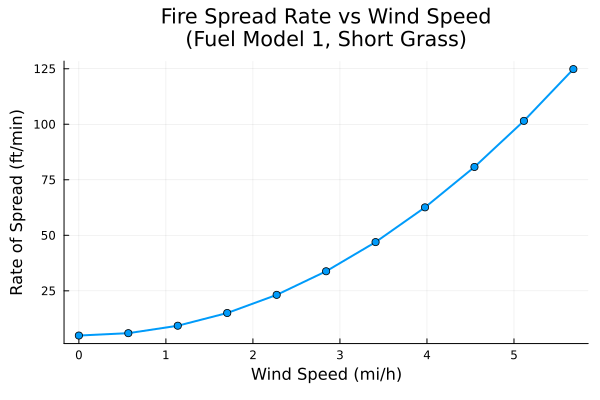 Fire Spread Rate vs Wind Speed
(Fuel Model 1, Short Grass)
125
100
75
50
25
Rate of Spread (ft/min)
0 1 2 3 4 5
Wind Speed (mi/h)